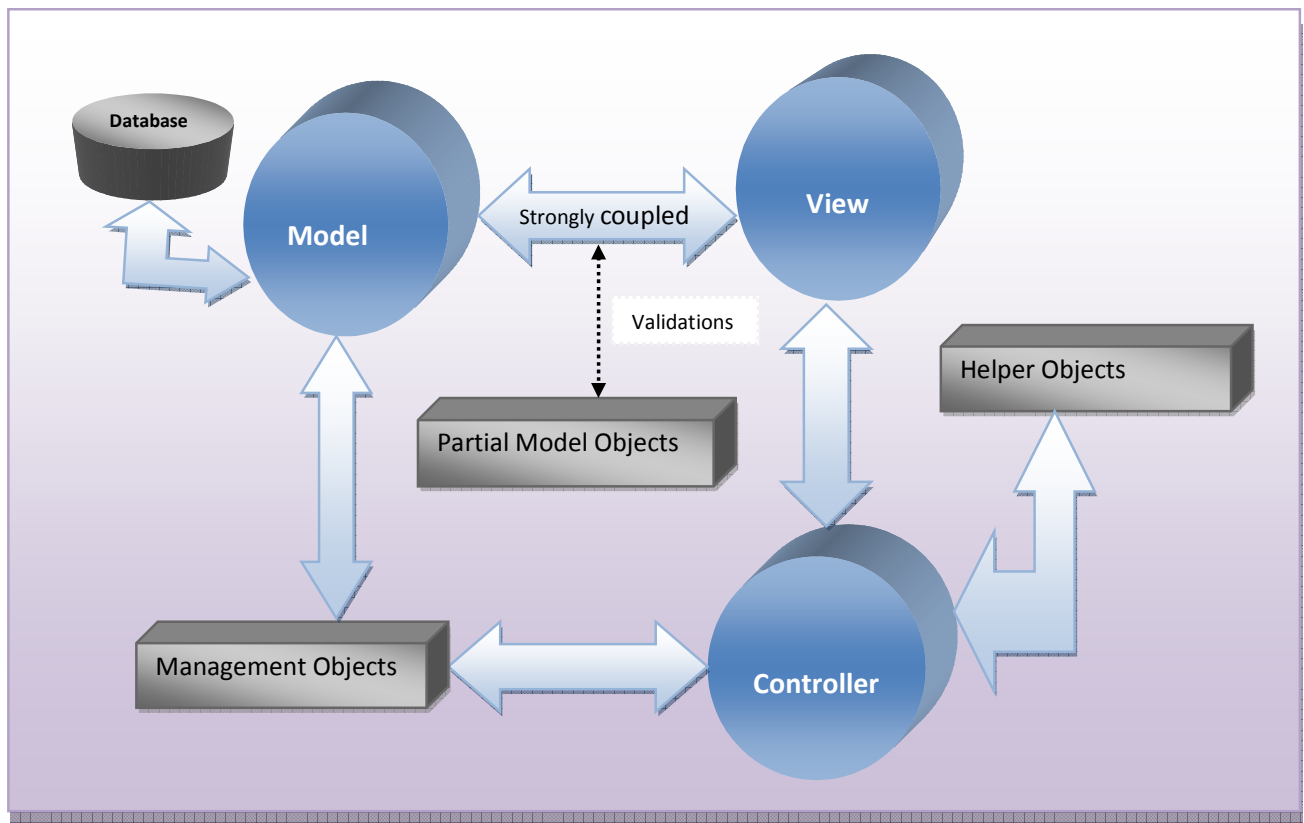 Database
Model
Strongly coupled
View
Validations
Helper Objects
Partial Model Objects
Management Objects
Controller